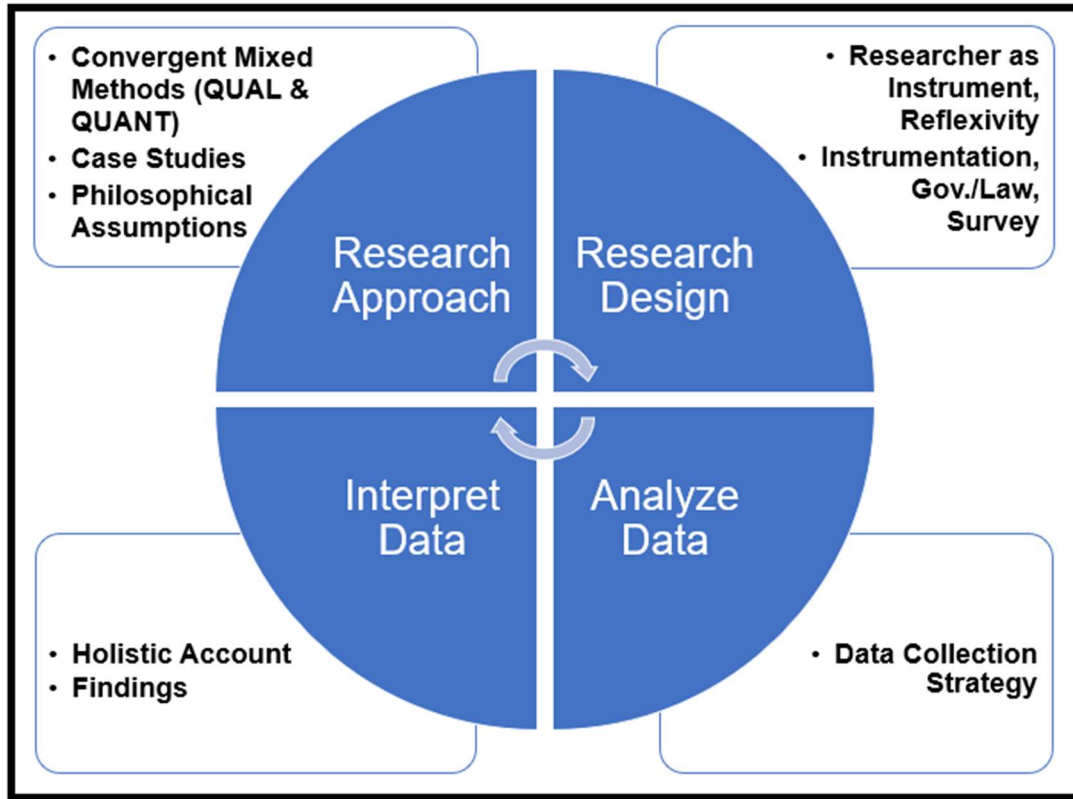 • Convergent Mixed
Methods (QUAL &
QUANT)
• Case Studies
• Philosophical
Assumptions
• Researcher as
Instrument,
Reflexivity
• Instrumentation,
Gov./Law,
Survey
Research
Approach
Research
Design
Interpret
Data
Analyze
Data
• Holistic Account
• Findings
• Data Collection
Strategy